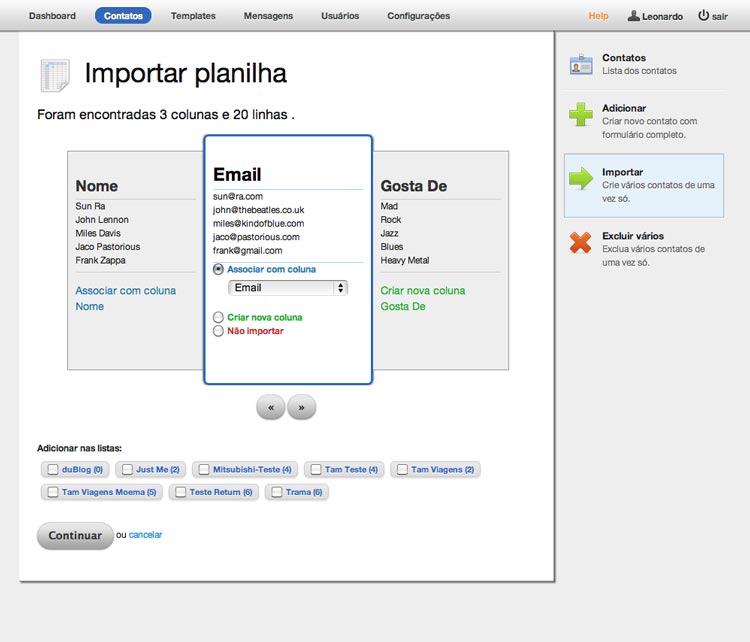 Dashboard Contatos Templates Mensagens Usuários Configurações Help Leonardo sair
Importar planilha
Foram encontradas 3 colunas e 20 linhas .
Nome
Sun Ra
John Lennon
Miles Davis
Jaco Pastorious
Frank Zappa
Associar com coluna
Nome
Email
sun@ra.com
john@thebeatles.co.uk
miles@kindofblue.com
jaco@pastorious.com
frank@gmail.com
Associar com coluna
Email
Criar nova coluna
Não importar
Gosta De
Mad
Rock
Jazz
Blues
Heavy Metal
Criar nova coluna
Gosta De
« »
Adicionar nas listas:
duBlog (0) Just Me (2) Mitsubishi-Teste (4) Tam Teste (4) Tam Viagens (2)
Tam Viagens Moema (5) Teste Return (6) Trama (6)
Continuar ou cancelar
Contatos
Lista dos contatos
Adicionar
Criar novo contato com
formulário completo.
Importar
Crie vários contatos de uma
vez só.
Excluir vários
Exclua vários contatos de
uma vez só.